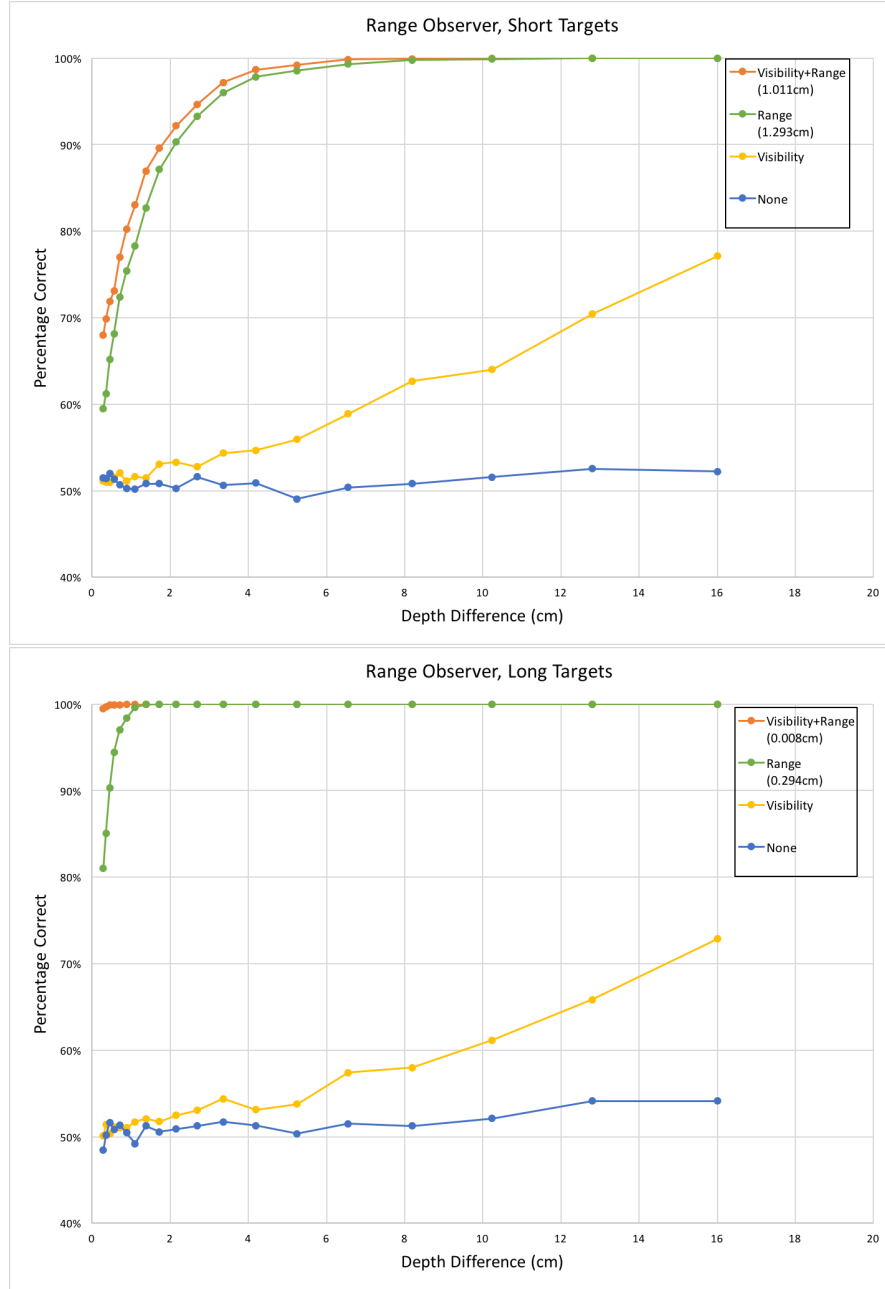 Range Observer, Short Targets
100%
90%
80%
70%
60%
50%
40%
Percentage Correct
0 2 4 6 8 10 12 14 16 18 20
Depth Difference (cm)
Visibility+Range
(1.011cm)
Range
(1.293cm)
Visibility
None
Range Observer, Long Targets
100%
90%
80%
70%
60%
50%
40%
Percentage Correct
0 2 4 6 8 10 12 14 16 18 20
Depth Difference (cm)
Visibility+Range
(0.008cm)
Range
(0.294cm)
Visibility
None